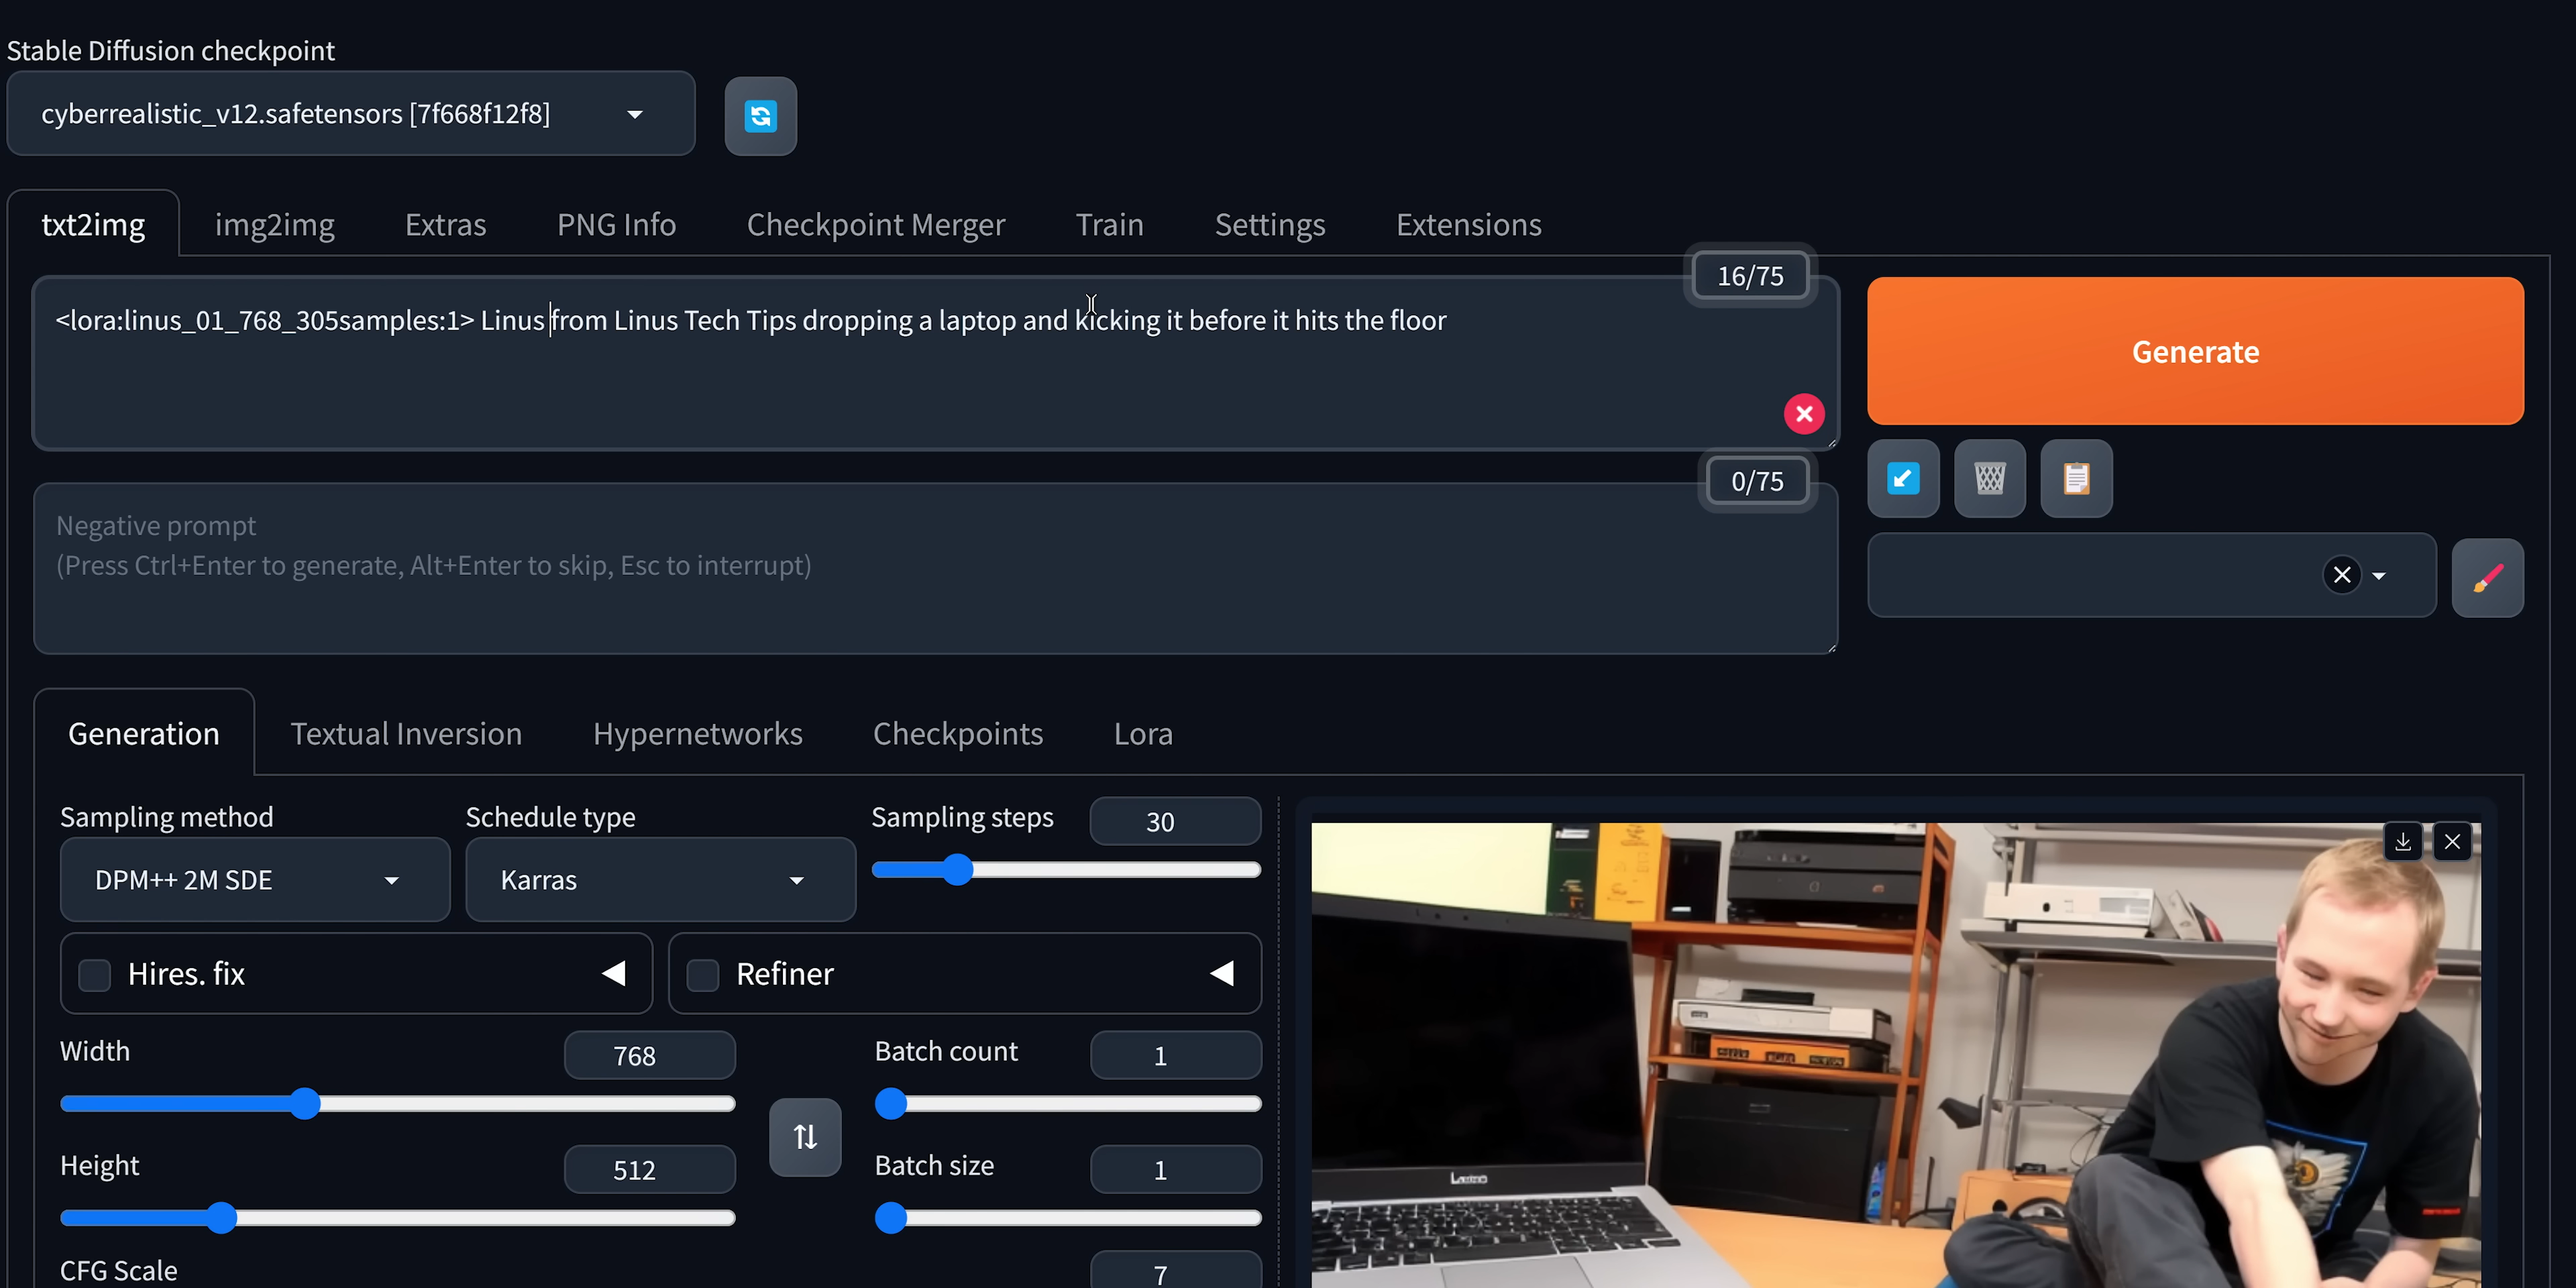 Stable Diffusion checkpoint
cyberrealistic_v12.safetensors [7f668f12f8]
txt2img img2img Extras PNG Info Checkpoint Merger Train Settings Extensions
16/75
<lora:linus_01_768_305samples:1> Linus from Linus Tech Tips dropping a laptop and kicking it before it hits the floor
Generate
0/75
Negative prompt
(Press Ctrl+Enter to generate, Alt+Enter to skip, Esc to interrupt)
Generation Textual Inversion Hypernetworks Checkpoints Lora
Sampling method Schedule type Sampling steps 30
DPM++ 2M SDE Karras
Hires. fix Refiner
Width 768 Batch count 1
Height 512 Batch size 1
CFG Scale 7